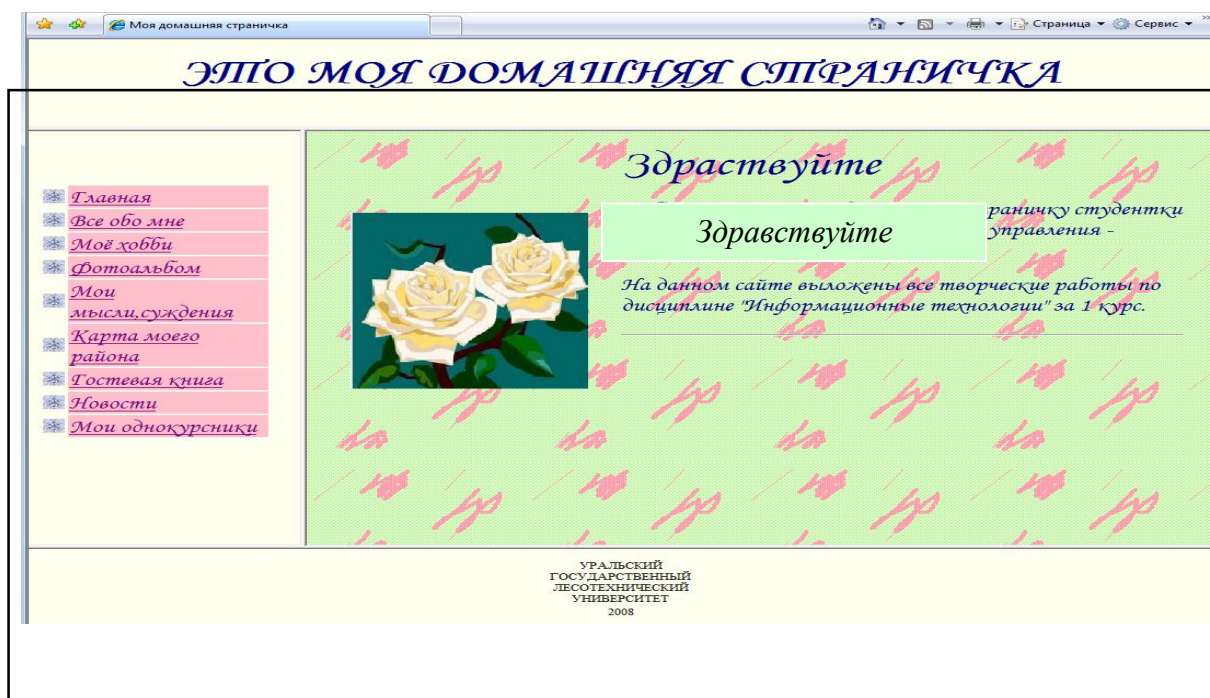 Моя домашняя страничка
Страница
Сервис
ЭТО МОЯ ДОМАШНЯЯ СТРАНИЧКА
Главная
Все обо мне
Моё хобби
Фотоальбом
Мои
мысли,суждения
Карта моего
района
Гостевая книга
Новости
Мои однокурсники
Здраствуйте
Здравствуйте
раничку студентки
управления -
На данном сайте выложены все творческие работы по
дисциплине "Информационные технологии" за 1 курс.
УРАЛЬСКИЙ
ГОСУДАРСТВЕННЫЙ
ЛЕСОТЕХНИЧЕСКИЙ
УНИВЕРСИТЕТ
2008